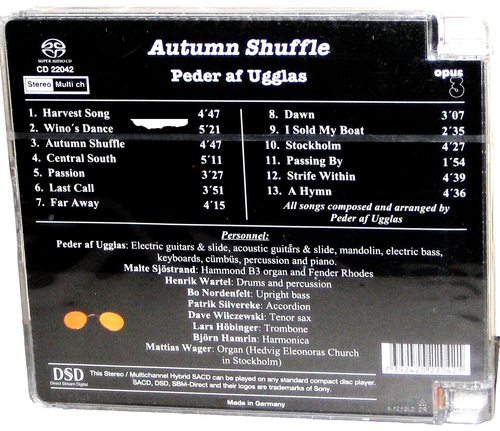 SUPER AUDIO CD
CD 22042
Stereo Multi ch
Autumn Shuffle
Peder af Ugglas
opus 3
1. Harvest Song 4´47
2. Wino´s Dance 5´21
3. Autumn Shuffle 4´47
4. Central South 5´11
5. Passion 3´27
6. Last Call 3´51
7. Far Away 4´15
8. Dawn 3´07
9. I Sold My Boat 2´35
10. Stockholm 4´27
11. Passing By 1´54
12. Strife Within 4´39
13. A Hymn 4´36
All songs composed and arranged by
Peder af Ugglas
Personnel:
Peder af Ugglas: Electric guitars & slide, acoustic guitars & slide, mandolin, electric bass,
keyboards, cümbüs, percussion and piano.
Malte Sjöstrand: Hammond B3 organ and Fender Rhodes
Henrik Wartel: Drums and percussion
Bo Nordenfelt: Upright bass
Patrik Silvereke: Accordion
Dave Wilczewski: Tenor sax
Lars Höbinger: Trombone
Björn Hamrin: Harmonica
Mattias Wager: Organ (Hedvig Eleonoras Church
in Stockholm)
DSD
Direct Stream Digital
This Stereo / Multichannel Hybrid SACD can be played on any standard compact disc player.
SACD, DSD, SBM-Direct and their logos are trademarks of Sony.
Made in Germany